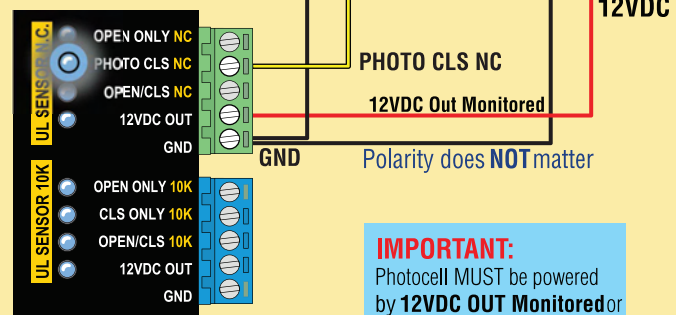 12VDC
UL SENSOR N.C.
OPEN ONLY NC
PHOTO CLS NC
OPEN/CLS NC
12VDC OUT
GND
PHOTO CLS NC
12VDC Out Monitored
GND
Polarity does NOT matter
UL SENSOR 10K
OPEN ONLY 10K
CLS ONLY 10K
OPEN/CLS 10K
12VDC OUT
GND
IMPORTANT:
Photocell MUST be powered
by 12VDC OUT Monitored or